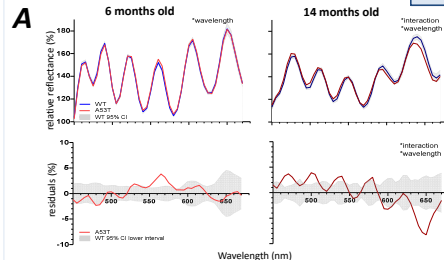 A
6 months old
14 months old
*wavelength
*interaction
*wavelength
relative reflectance (%)
180
160
140
120
100
WT
A53T
WT 95% CI
residuals (%)
10
5
0
-5
-10
500
550
600
650
A53T
WT 95% CI lower interval
500
550
600
650
Wavelength (nm)